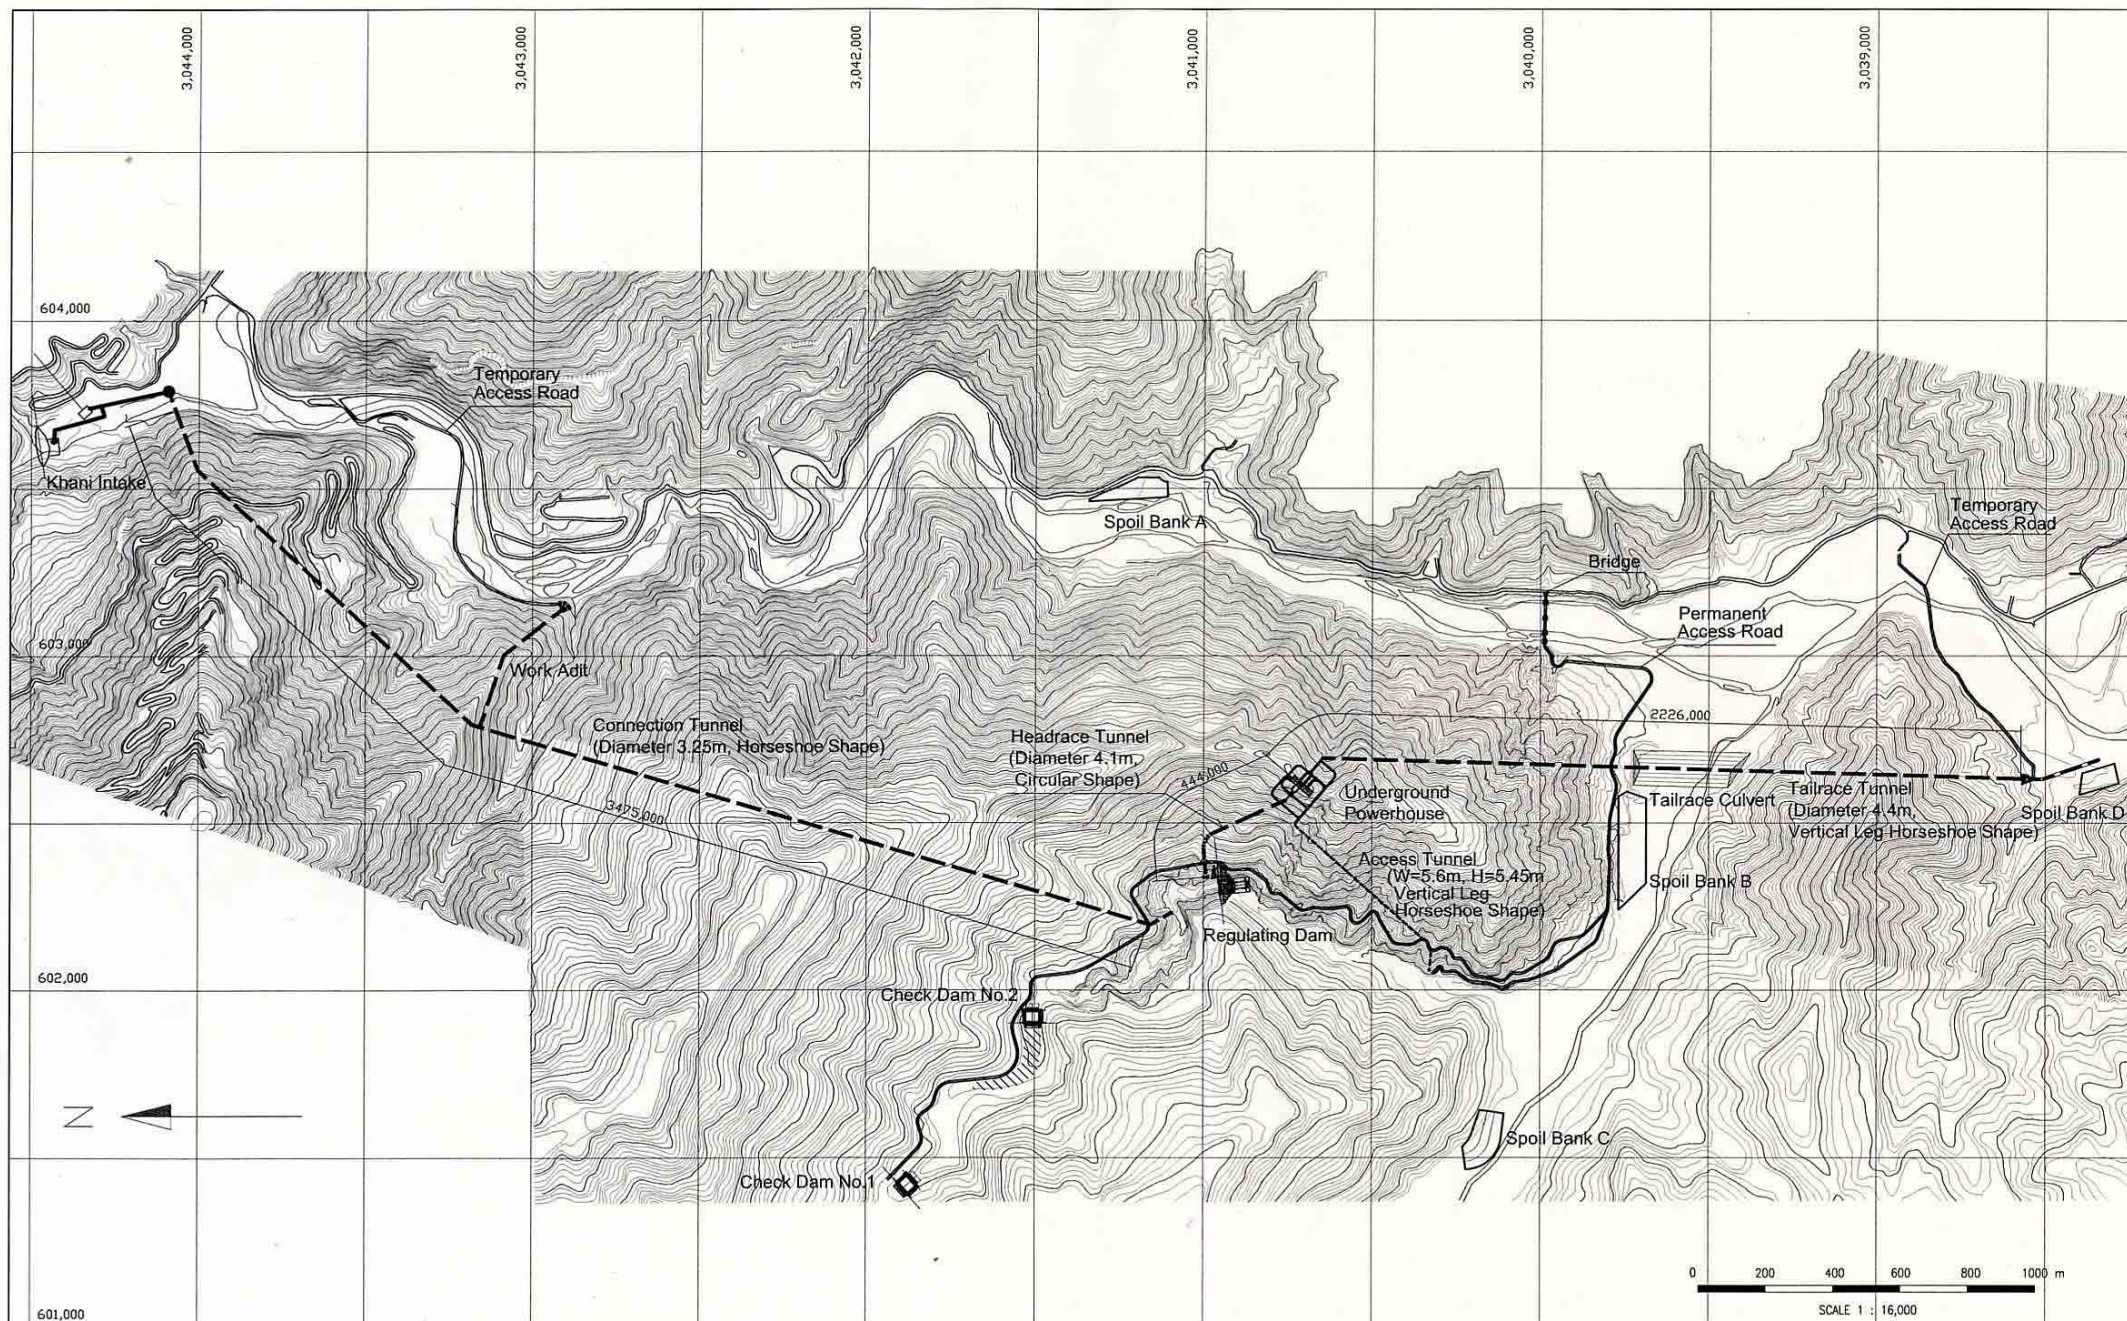 3,044,000
3,043,000
3,042,000
3,041,000
3,040,000
3,039,000
604,000
Temporary
Access Road
Khani Intake
Spoil Bank A
Temporary
Access Road
Bridge
Permanent
Access Road
603,000
Work Adit
Connection Tunnel
(Diameter 3.25m, Horseshoe Shape)
Headrace Tunnel
(Diameter 4.1m,
Circular Shape)
444,000
2226,000
3475,000
Underground
Powerhouse
Tailrace Culvert
Tailrace Tunnel
(Diameter 4.4m,
Vertical Leg Horseshoe Shape)
Spoil Bank D
Access Tunnel
(W=5.6m, H=5.45m
Vertical Leg
Horseshoe Shape)
Spoil Bank B
Regulating Dam
602,000
Check Dam No.2
N
Spoil Bank C
Check Dam No.1
0 200 400 600 800 1000 m
SCALE 1 : 16,000
601,000